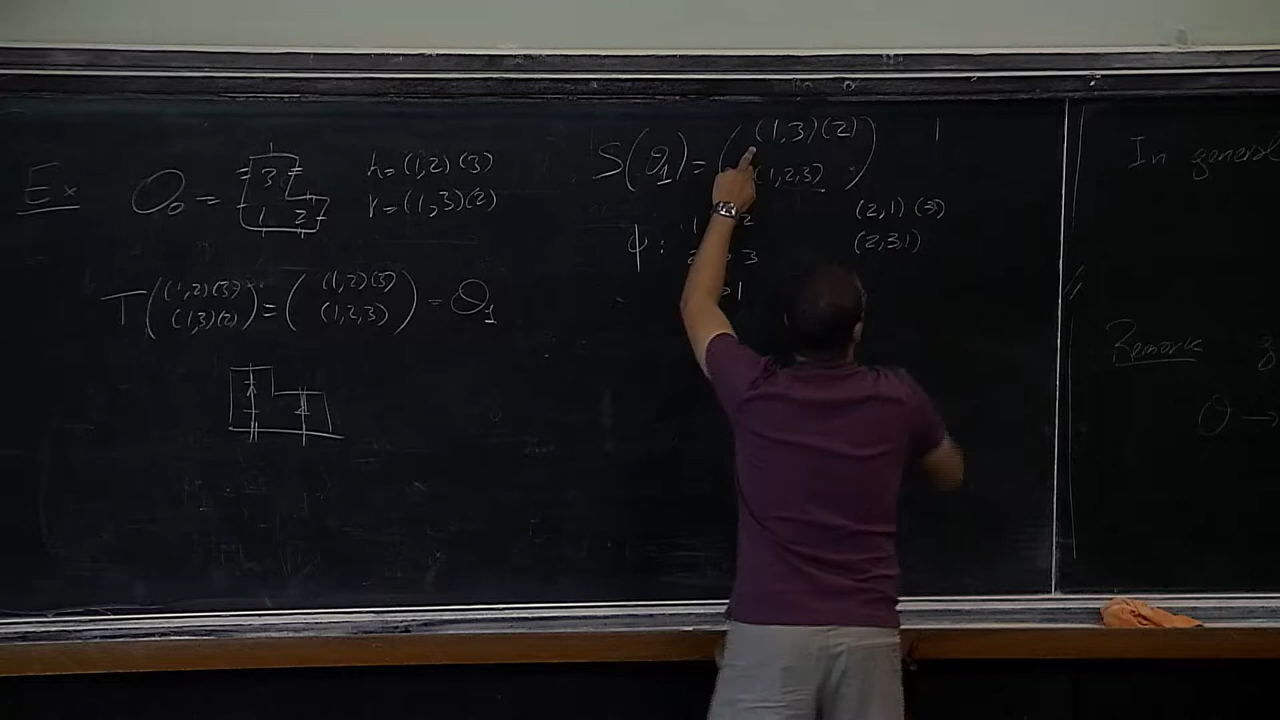 Ex
O₀ =
3
1 2
h = (1,2)(3)
r = (1,3)(2)
T((1,2)(3) (1,3)(2)) = ((1,2)(3) (1,2,3)) = O₁
S(O₁) = ((1,3)(2) (1,2,3))
1
ϕ :
(2,1)(3)
(2,3,1)
In general
Remark
O →